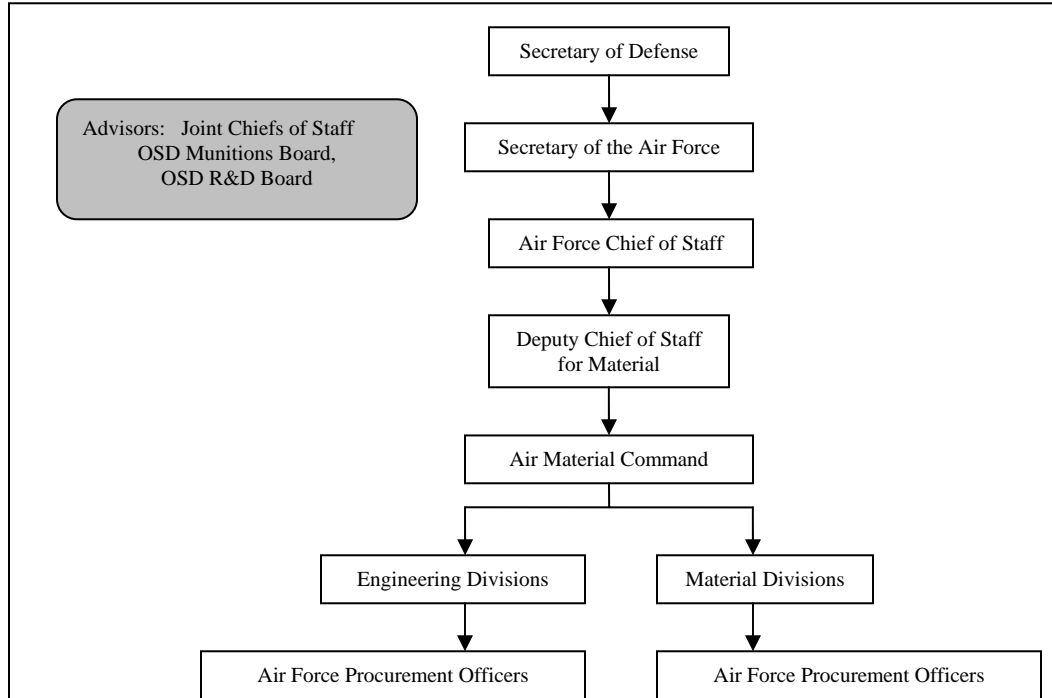 Secretary of Defense
Advisors: Joint Chiefs of Staff
OSD Munitions Board,
OSD R&D Board
Secretary of the Air Force
Air Force Chief of Staff
Deputy Chief of Staff
for Material
Air Material Command
Engineering Divisions
Material Divisions
Air Force Procurement Officers
Air Force Procurement Officers